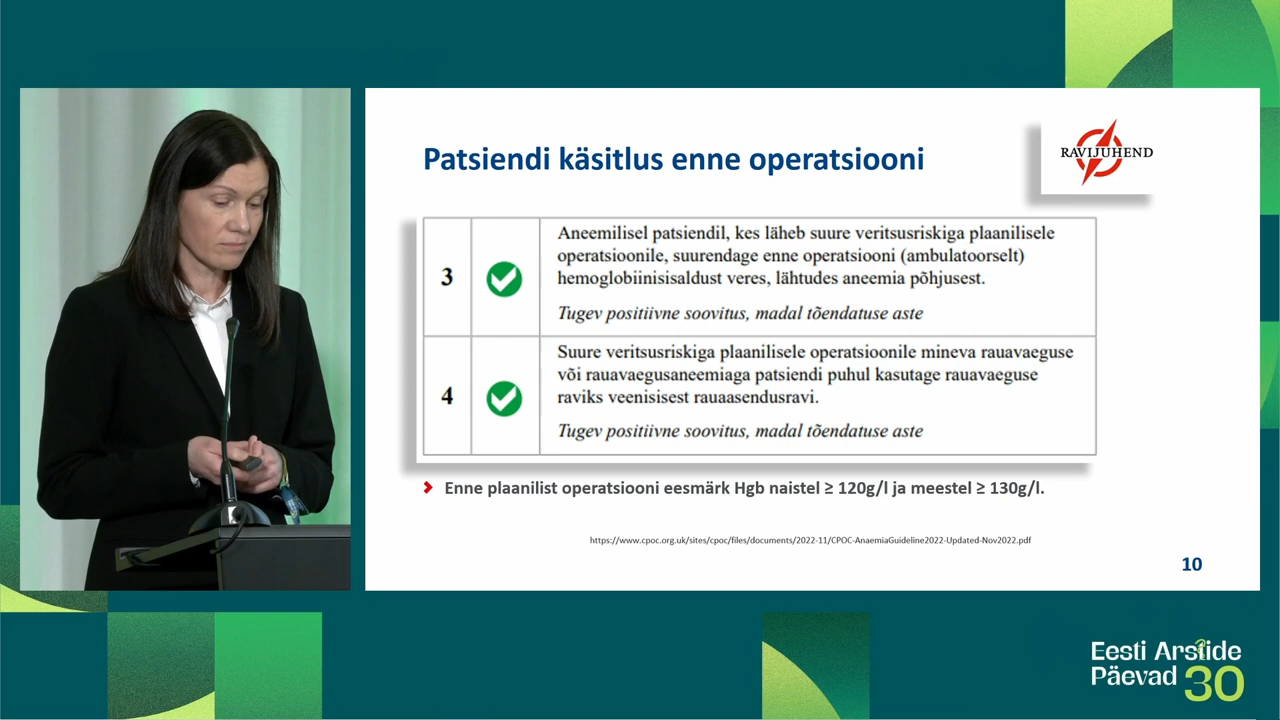 Patsiendi käsitlus enne operatsiooni
RAVIJUHEND
3
Aneemilisel patsiendil, kes läheb suure veritsusriskiga plaanilisele
operatsioonile, suurendage enne operatsiooni (ambulatoorselt)
hemoglobiinisisaldust veres, lähtudes aneemia põhjusest.
Tugev positiivne soovitus, madal tõendatuse aste
4
Suure veritsusriskiga plaanilisele operatsioonile mineva rauavaeguse
või rauavaegusaneemiaga patsiendi puhul kasutage rauavaeguse
raviks veenisisest rauaasendusravi.
Tugev positiivne soovitus, madal tõendatuse aste
Enne plaanilist operatsiooni eesmärk Hgb naistel ≥ 120g/l ja meestel ≥ 130g/l.
https://www.cpoc.org.uk/sites/cpoc/files/documents/2022-11/CPOC-AnaemiaGuideline2022-Updated-Nov2022.pdf
10
Eesti Arstide
Päevad 30